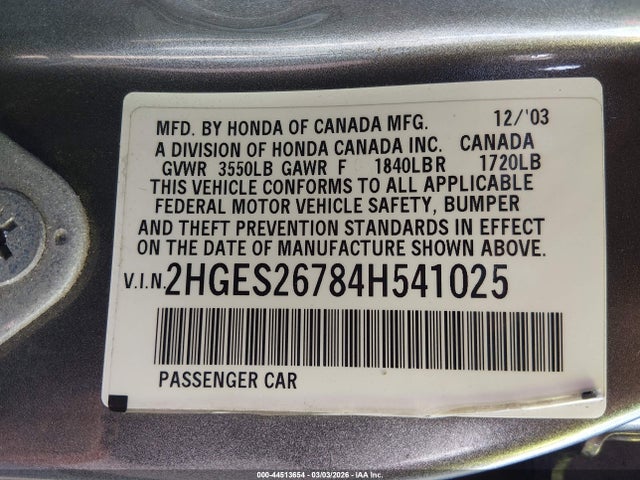 MFD. BY HONDA OF CANADA MFG. 12/'03
A DIVISION OF HONDA CANADA INC. CANADA
GVWR 3550LB GAWR F 1840LBR 1720LB
THIS VEHICLE CONFORMS TO ALL APPLICABLE
FEDERAL MOTOR VEHICLE SAFETY, BUMPER
AND THEFT PREVENTION STANDARDS IN EFFECT
ON THE DATE OF MANUFACTURE SHOWN ABOVE.
V.I.N. 2HGES26784H541025
PASSENGER CAR
000-44513654 - 03/03/2026 - IAA Inc.